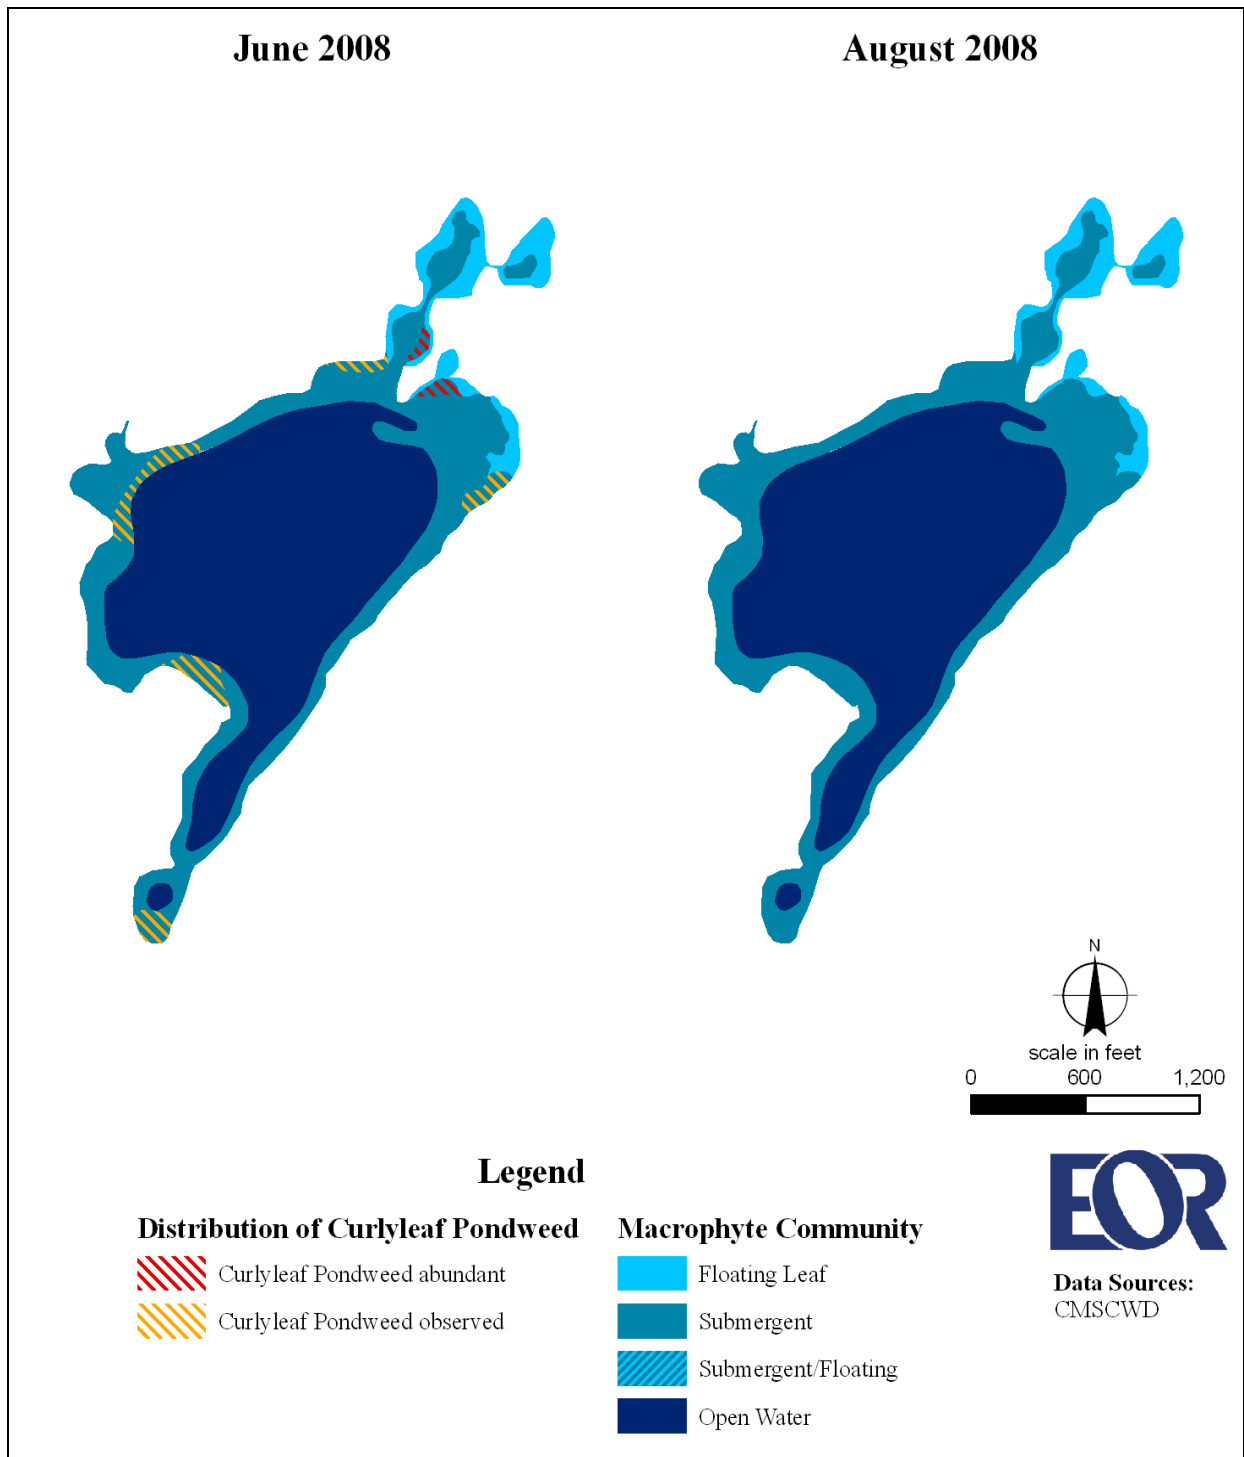 June 2008
August 2008
N
scale in feet
0 600 1,200
Legend
Distribution of Curlyleaf Pondweed
Curlyleaf Pondweed abundant
Curlyleaf Pondweed observed
Macrophyte Community
Floating Leaf
Submergent
Submergent/Floating
Open Water
EOR
Data Sources:
CMSCWD